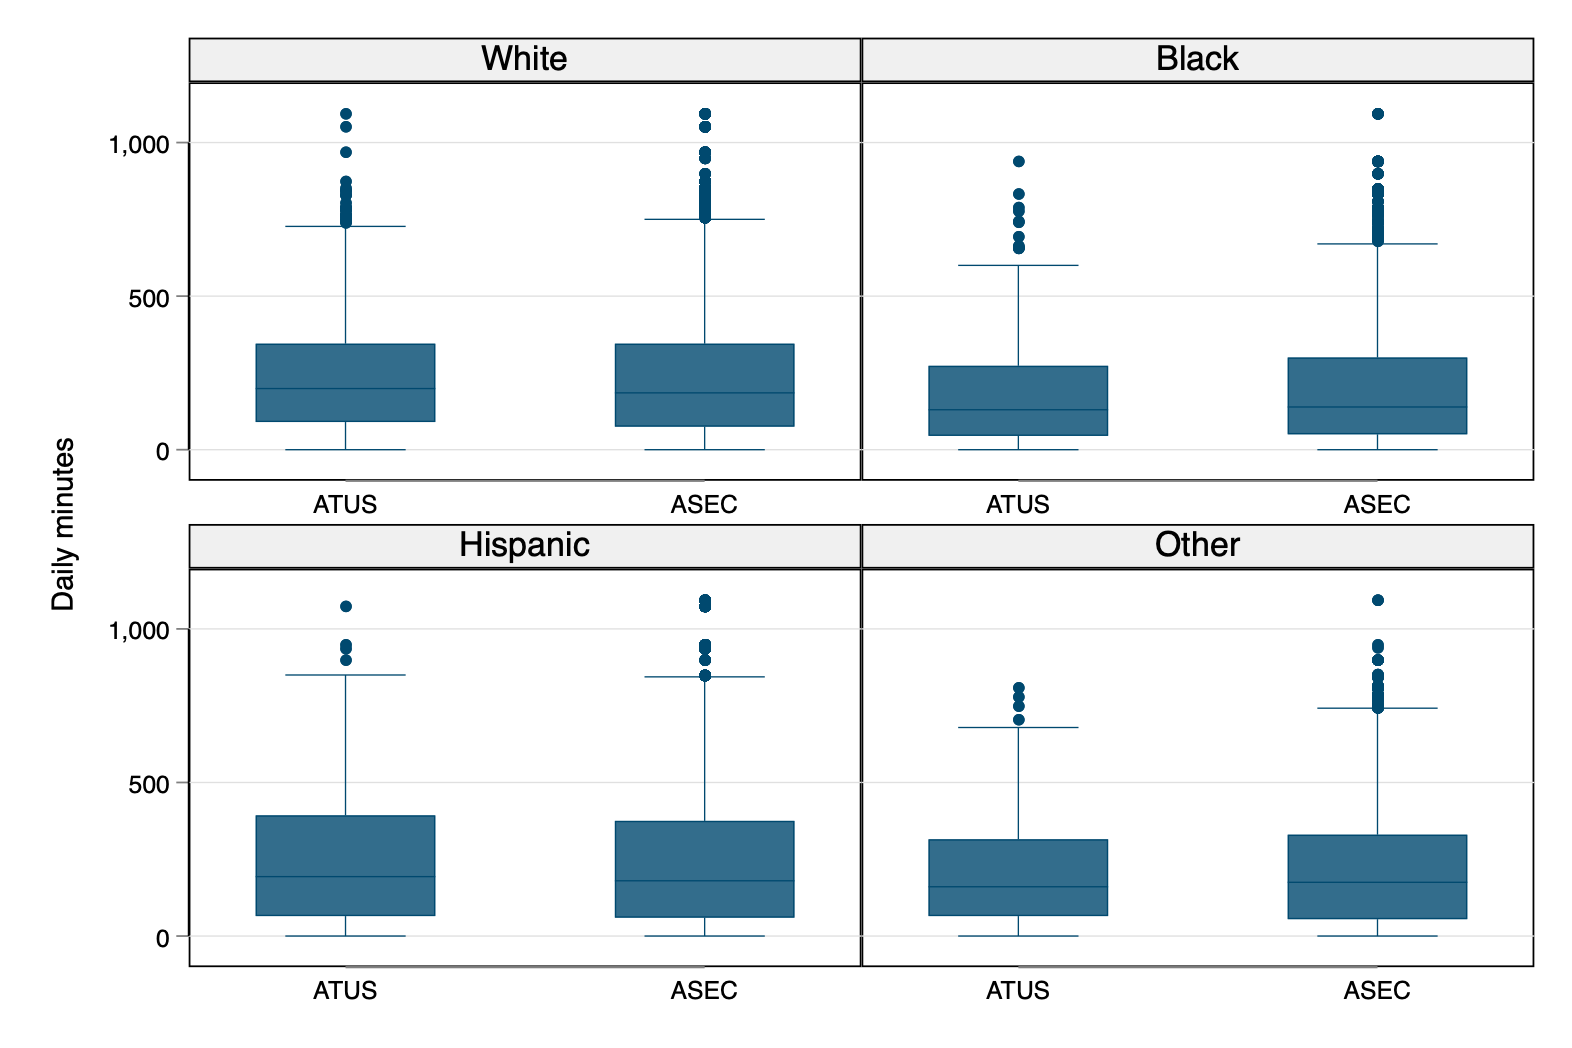 White
Black
1,000
500
0
ATUS
ASEC
ATUS
ASEC
Daily minutes
Hispanic
Other
1,000
500
0
ATUS
ASEC
ATUS
ASEC